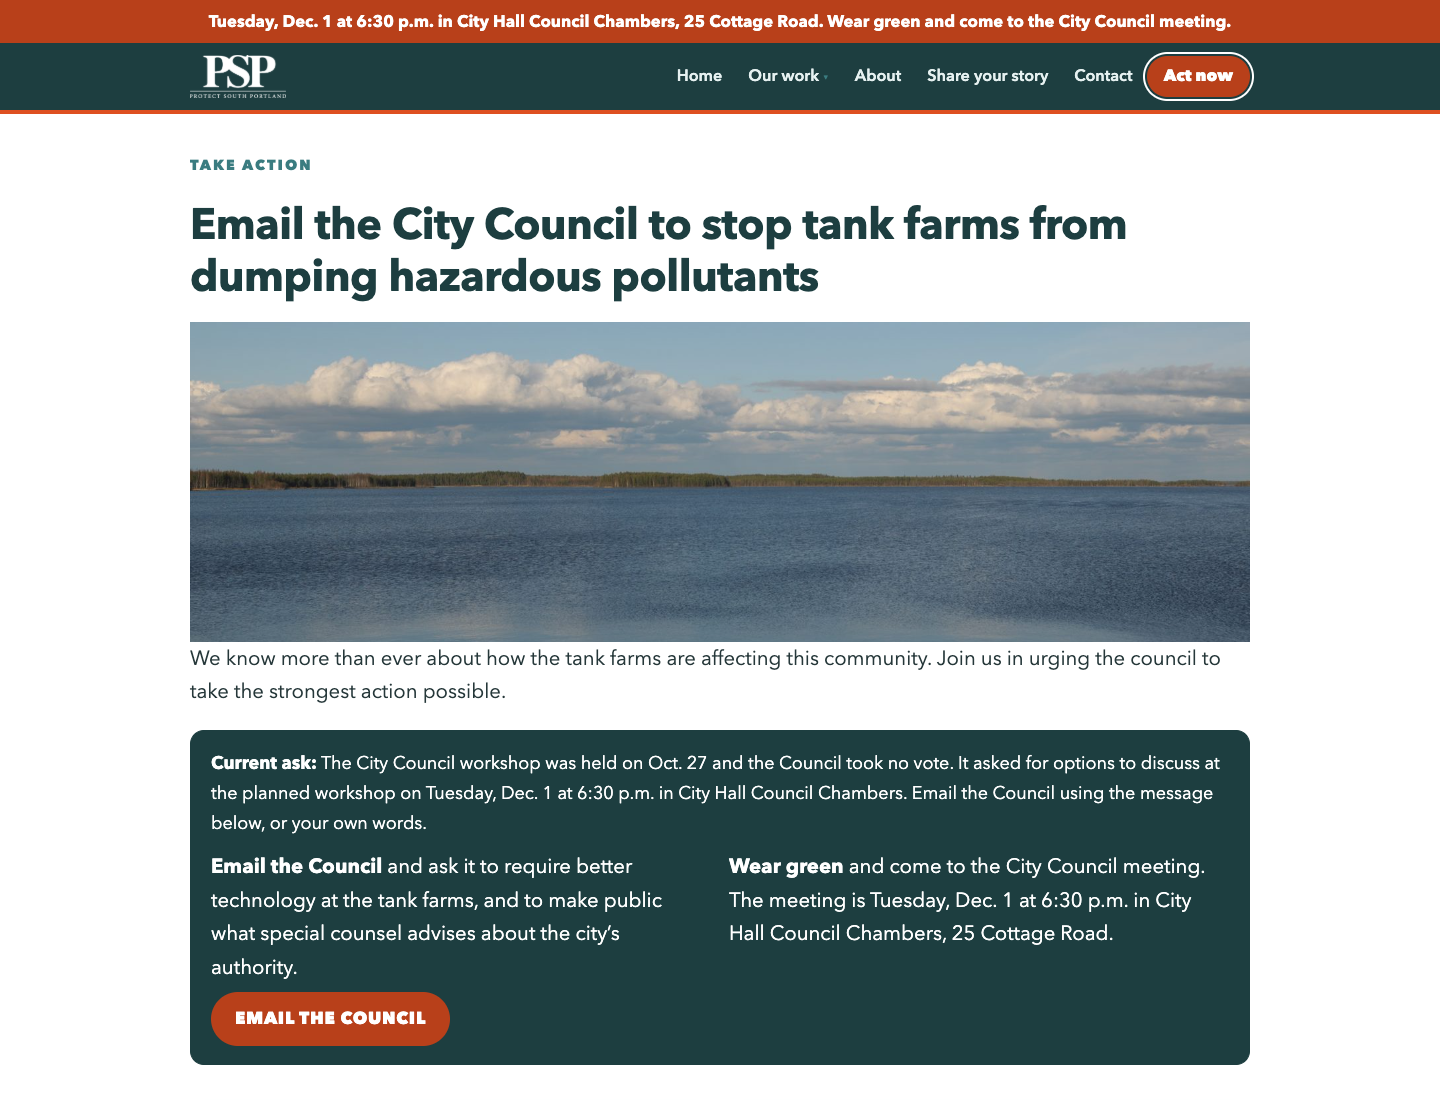 Tuesday, Dec. 1 at 6:30 p.m. in City Hall Council Chambers, 25 Cottage Road. Wear green and come to the City Council meeting.
PSP
PROTECT SOUTH PORTLAND
Home
Our work
About
Share your story
Contact
Act now
TAKE ACTION
Email the City Council to stop tank farms from
dumping hazardous pollutants
We know more than ever about how the tank farms are affecting this community. Join us in urging the council to
take the strongest action possible.
Current ask: The City Council workshop was held on Oct. 27 and the Council took no vote. It asked for options to discuss at
the planned workshop on Tuesday, Dec. 1 at 6:30 p.m. in City Hall Council Chambers. Email the Council using the message
below, or your own words.
Email the Council and ask it to require better
technology at the tank farms, and to make public
what special counsel advises about the city’s
authority.
EMAIL THE COUNCIL
Wear green and come to the City Council meeting.
The meeting is Tuesday, Dec. 1 at 6:30 p.m. in City
Hall Council Chambers, 25 Cottage Road.